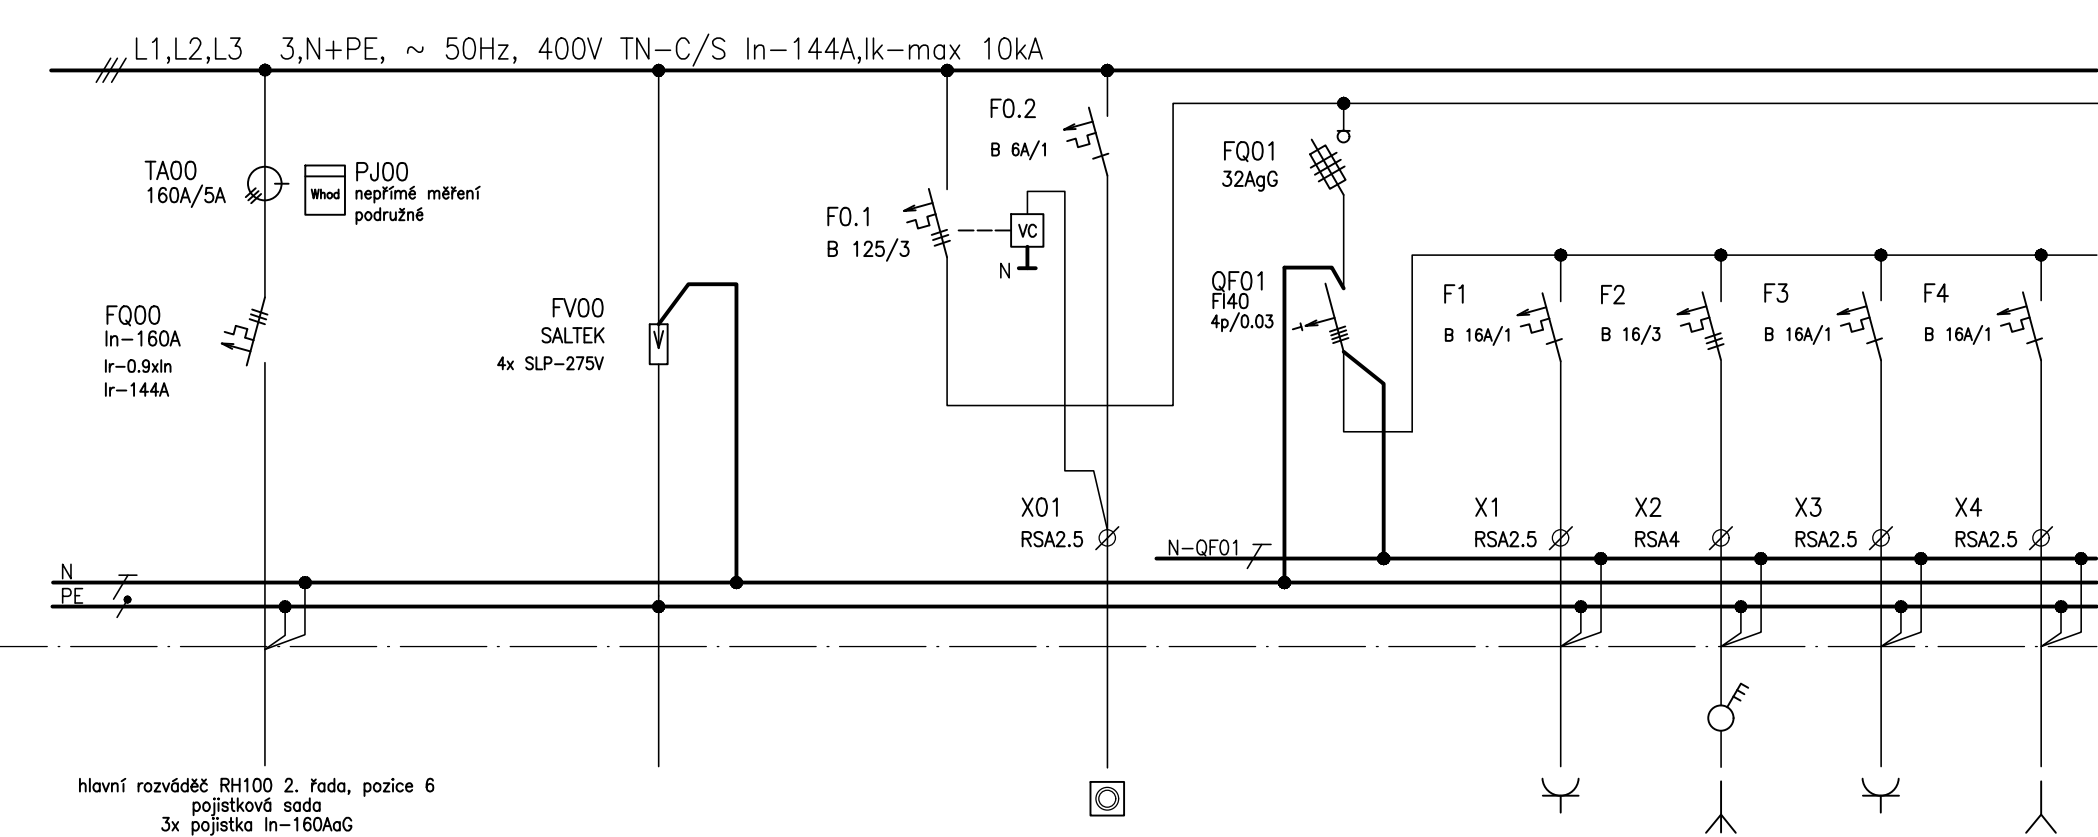 L1,L2,L3 3,N+PE, ~ 50Hz, 400V TN-C/S In-144A,Ik-max 10kA
TA00
160A/5A
Whod
PJ00
nepřímé měření
podružné
FQ00
In-160A
Ir-0.9xIn
Ir-144A
FV00
SALTEK
4x SLP-275V
F0.1
B 125/3
VC
N
F0.2
B 6A/1
FQ01
32AgG
QF01
FI40
4p/0.03
F1
B 16A/1
F2
B 16/3
F3
B 16A/1
F4
B 16A/1
X01
RSA2.5
X1
RSA2.5
X2
RSA4
X3
RSA2.5
X4
RSA2.5
N-QF01
N
PE
hlavní rozváděč RH100 2. řada, pozice 6
pojistková sada
3x pojistka In-160AaG